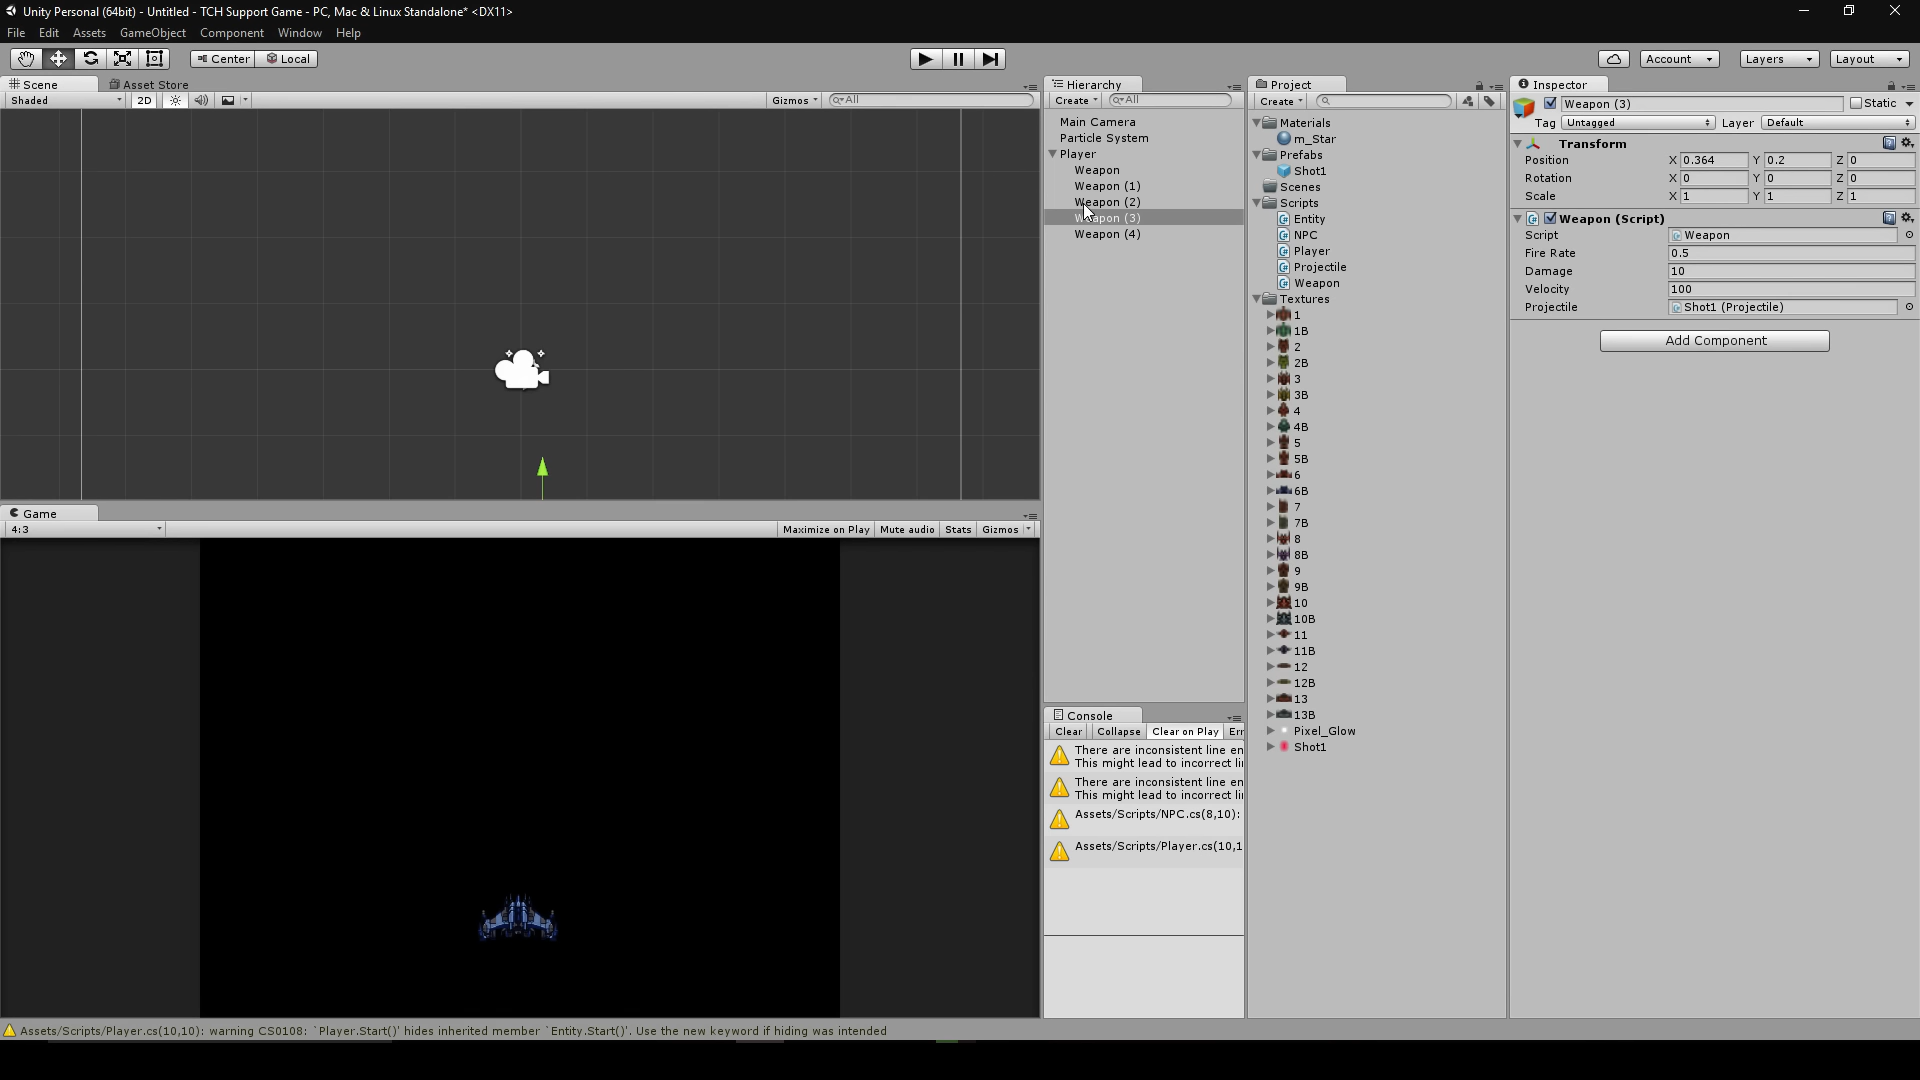 Unity Personal (64bit) - Untitled - TCH Support Game - PC, Mac & Linux Standalone* <DX11>
File Edit Assets GameObject Component Window Help
Center Local
Account Layers Layout
Scene Asset Store
Shaded 2D Gizmos All
Hierarchy
Create All
Main Camera
Particle System
Player
Weapon
Weapon (1)
Weapon (2)
Weapon (3)
Weapon (4)
Project
Create
Materials
m_Star
Prefabs
Shot1
Scenes
Scripts
Entity
NPC
Player
Projectile
Weapon
Textures
1
1B
2
2B
3
3B
4
4B
5
5B
6
6B
7
7B
8
8B
9
9B
10
10B
11
11B
12
12B
13
13B
Pixel_Glow
Shot1
Inspector
Weapon (3) Static
Tag Untagged Layer Default
Transform
Position X 0.364 Y 0.2 Z 0
Rotation X 0 Y 0 Z 0
Scale X 1 Y 1 Z 1
Weapon (Script)
Script Weapon
Fire Rate 0.5
Damage 10
Velocity 100
Projectile Shot1 (Projectile)
Add Component
Game
4:3 Maximize on Play Mute audio Stats Gizmos
Console
Clear Collapse Clear on Play Err
There are inconsistent line en
This might lead to incorrect li
There are inconsistent line en
This might lead to incorrect li
Assets/Scripts/NPC.cs(8,10):
Assets/Scripts/Player.cs(10,1
Assets/Scripts/Player.cs(10,10): warning CS0108: `Player.Start()' hides inherited member `Entity.Start()'. Use the new keyword if hiding was intended